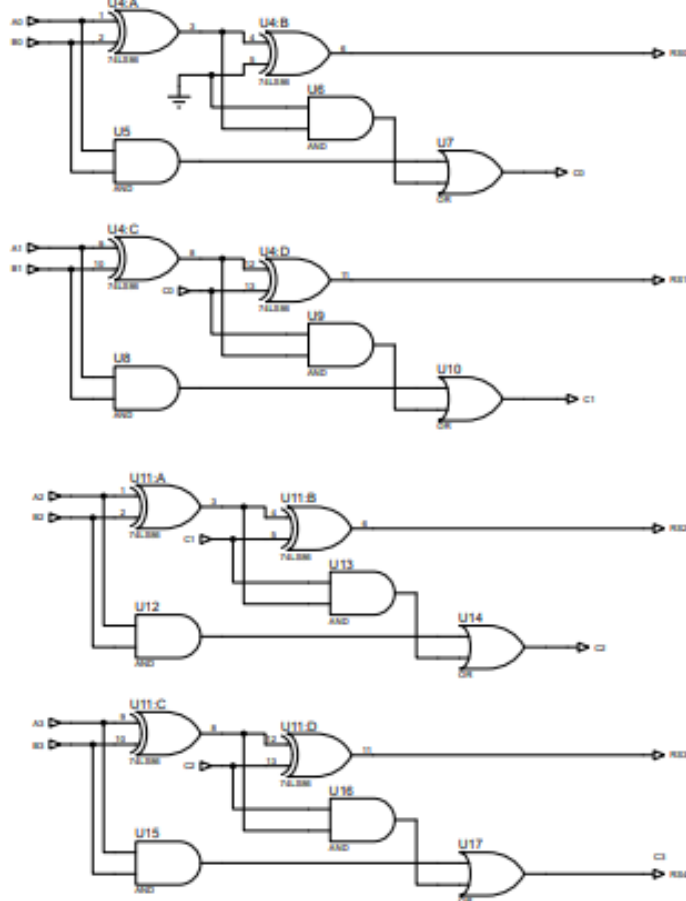 U4:A
A0 1 3 U4:B
B0 2 4 6 RS0
5
74LS86 74LS86
U6
U5 AND U7
AND OR C0
U4:C
A1 9 8 U4:D
B1 10 12 11 RS1
C0 13
74LS86 74LS86
U9
U8 AND U10
AND OR C1
U11:A
A2 1 3 U11:B
B2 2 4 6 RS2
C1 5
74LS86 74LS86
U13
U12 AND U14
AND OR C2
U11:C
A3 9 8 U11:D
B3 10 12 11 RS3
C2 13
74LS86 74LS86
U16
U15 AND U17 C3
AND OR RS4